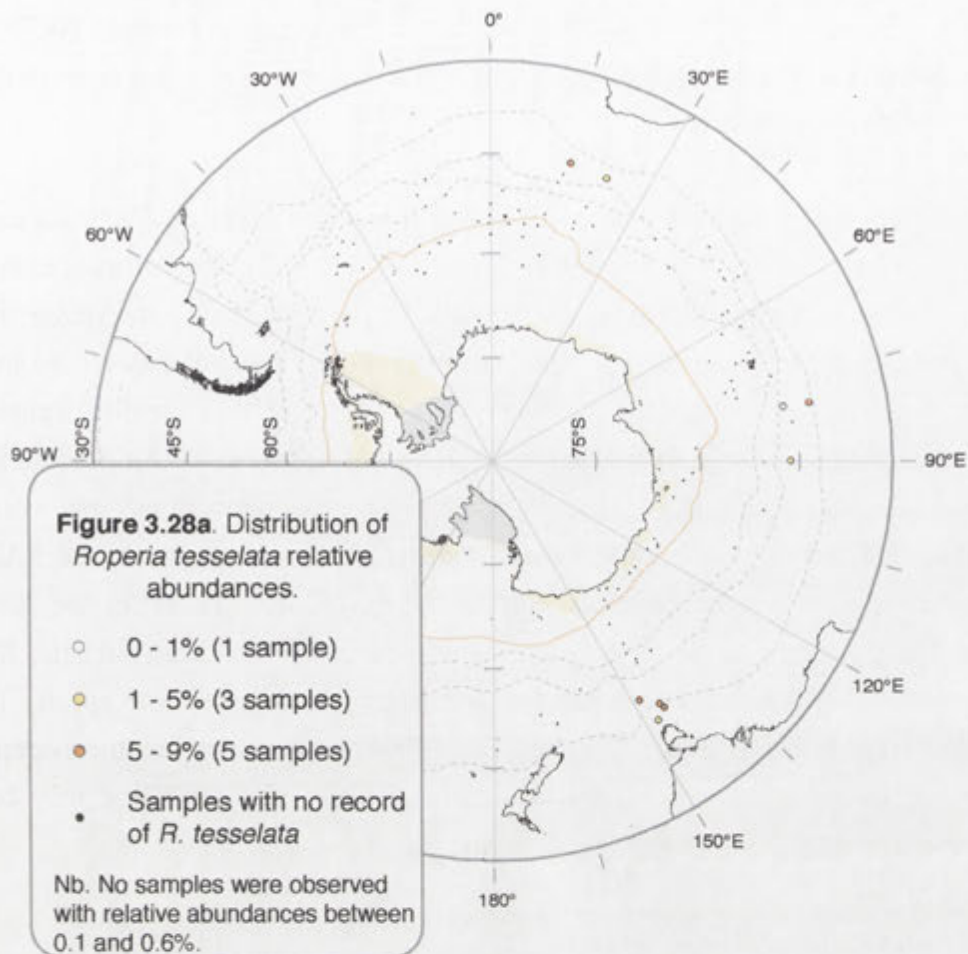 0°
30°W
30°E
60°W
60°E
30°S
45°S
60°S
75°S
90°W
90°E
Figure 3.28a. Distribution of
Roperia tesselata relative
abundances.
0 - 1% (1 sample)
1 - 5% (3 samples)
5 - 9% (5 samples)
Samples with no record
of R. tesselata
Nb. No samples were observed
with relative abundances between
0.1 and 0.6%.
120°E
150°E
180°